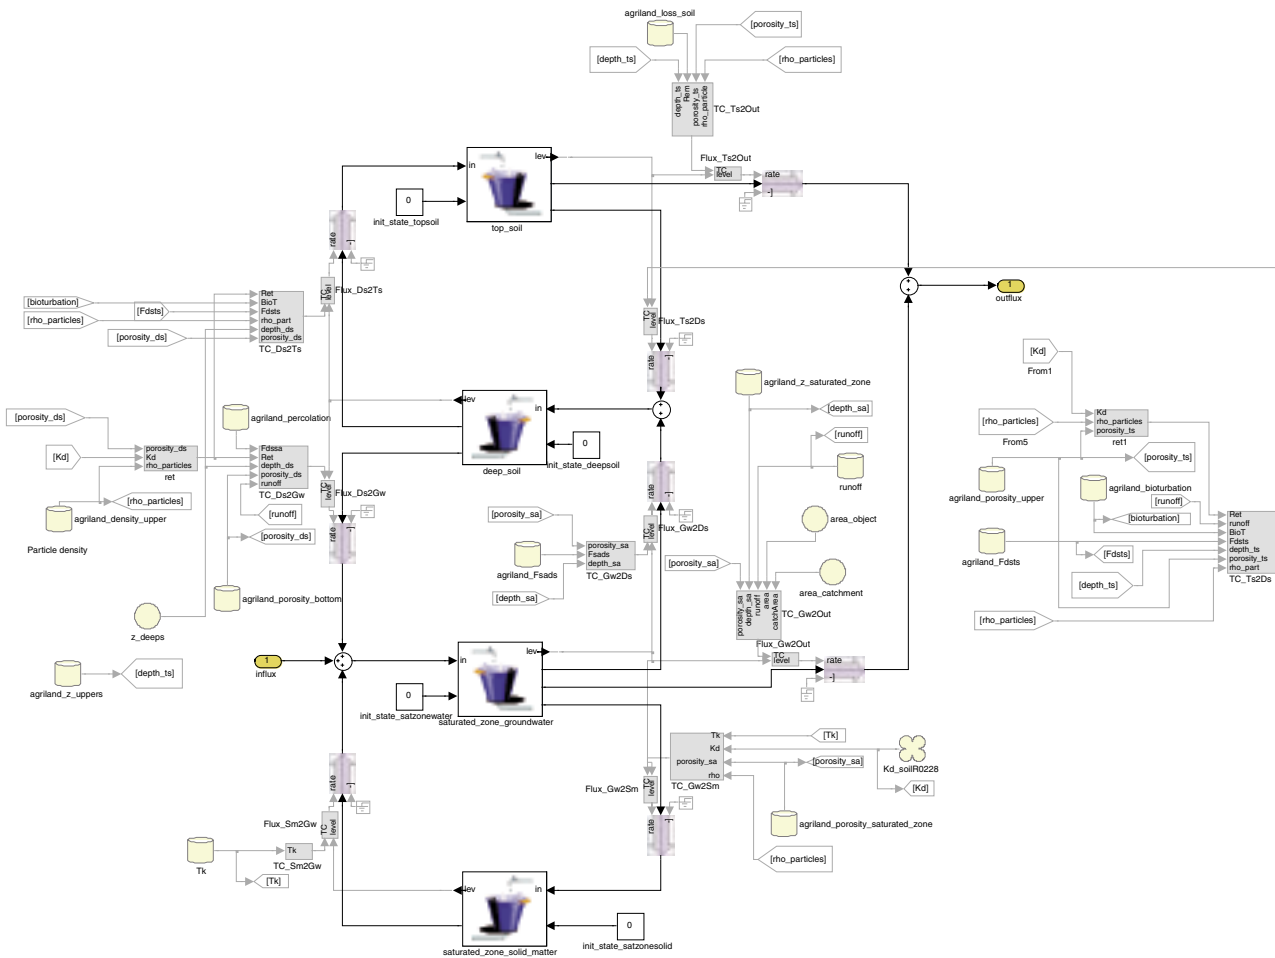 agriland_loss_soil
[porosity_ts]
[depth_ts]
[rho_particles]
depth_ts
Rem
porosity_ts
rho_particle
TC_Ts2Out
Flux_Ts2Out
TC
level
rate
-]
in
lev
0
init_state_topsoil
top_soil
rate
-]
Flux_Ds2Ts
TC
level
[bioturbation]
[Fdsts]
[rho_particles]
[porosity_ds]
Ret
BioT
Fdsts
rho_part
depth_ds
porosity_ds
TC_Ds2Ts
TC
level
Flux_Ts2Ds
rate
-]
1
outflux
agriland_z_saturated_zone
[depth_sa]
[runoff]
runoff
[Kd]
From1
[rho_particles]
From5
Kd
rho_particles
porosity_ts
ret1
[porosity_ts]
agriland_porosity_upper
agriland_bioturbation
[runoff]
[bioturbation]
agriland_Fdsts
[Fdsts]
[depth_ts]
[rho_particles]
Ret
runoff
BioT
Fdsts
depth_ts
porosity_ts
rho_part
TC_Ts2Ds
lev
in
0
init_state_deepsoil
deep_soil
[porosity_ds]
[Kd]
porosity_ds
Kd
rho_particles
ret
agriland_percolation
Fdssa
Ret
depth_ds
porosity_ds
runoff
TC_Ds2Gw
TC
level
Flux_Ds2Gw
rate
-]
[rho_particles]
agriland_density_upper
Particle density
[runoff]
[porosity_ds]
agriland_porosity_bottom
z_deeps
agriland_z_uppers
[depth_ts]
rate
-]
TC
level
Flux_Gw2Ds
[porosity_sa]
agriland_Fsads
[depth_sa]
porosity_sa
Fsads
depth_sa
TC_Gw2Ds
area_object
area_catchment
[porosity_sa]
porosity_sa
depth_sa
runoff
area
catchArea
TC_Gw2Out
Flux_Gw2Out
TC
level
rate
-]
1
influx
in
lev
0
init_state_satzonewater
saturated_zone_groundwater
Tk
Kd
porosity_sa
rho
TC_Gw2Sm
[Tk]
[porosity_sa]
Kd_soilR0228
[Kd]
agriland_porosity_saturated_zone
[rho_particles]
Flux_Gw2Sm
TC
level
rate
-]
rate
-]
Flux_Sm2Gw
TC
level
Tk
Tk
TC_Sm2Gw
[Tk]
lev
in
0
init_state_satzonesolid
saturated_zone_solid_matter